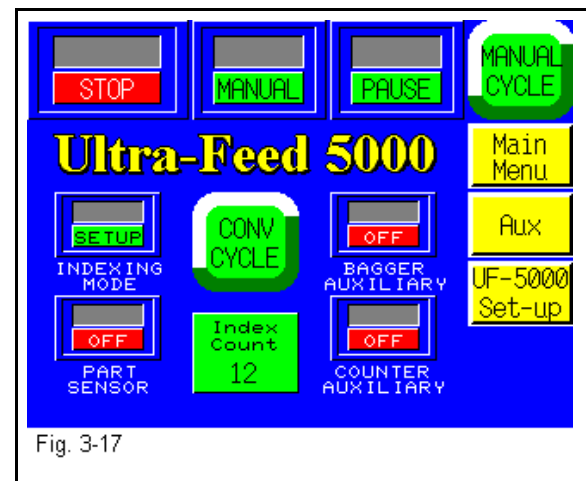 STOP
MANUAL
PAUSE
MANUAL
CYCLE
Ultra-Feed 5000
Main
Menu
SETUP
INDEXING
MODE
CONV
CYCLE
OFF
BAGGER
AUXILIARY
Aux
OFF
PART
SENSOR
Index
Count
12
OFF
COUNTER
AUXILIARY
UF-5000
Set-up
Fig. 3-17